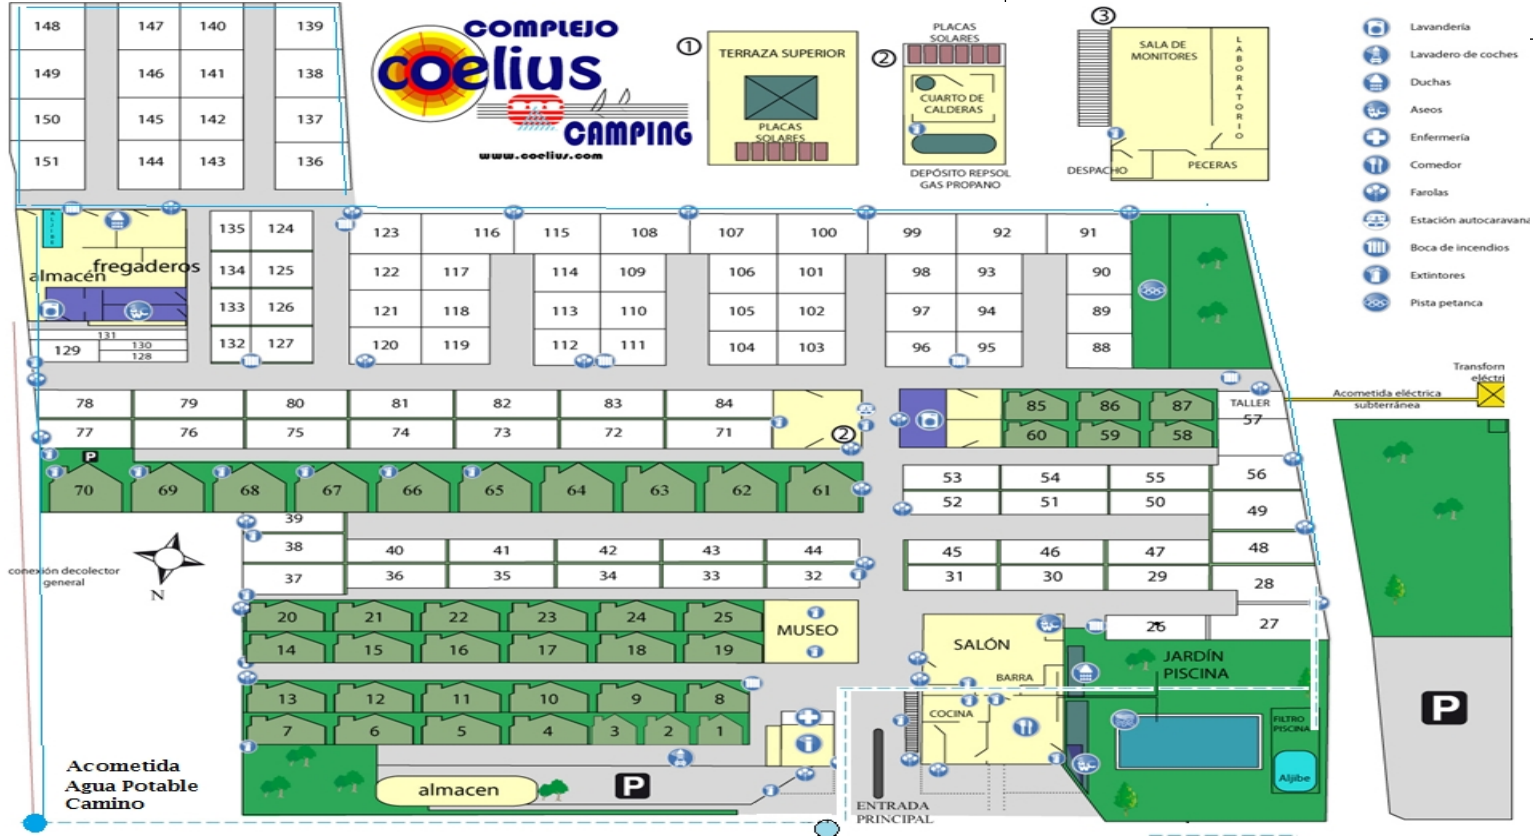 COMPLEJO
coelius
CAMPING
www.coelius.com
1
TERRAZA SUPERIOR
PLACAS
SOLARES
2
PLACAS
SOLARES
CUARTO DE
CALDERAS
DEPÓSITO REPSOL
GAS PROPANO
3
SALA DE
MONITORES
LABORATORIO
DESPACHO
PECERAS
Lavandería
Lavadero de coches
Duchas
Aseos
Enfermería
Comedor
Farolas
Estación autocaravana
Boca de incendios
Extintores
Pista petanca
148 147 140 139
149 146 141 138
150 145 142 137
151 144 143 136
ALJIBE
almacén
fregaderos
131
129 130
128
135 124
134 125
133 126
132 127
123 116 115 108 107 100 99 92 91
122 117 114 109 106 101 98 93 90
121 118 113 110 105 102 97 94 89
120 119 112 111 104 103 96 95 88
Transforn
eléctri
Acometida eléctrica
subterránea
78 79 80 81 82 83 84
77 76 75 74 73 72 71
2
85 86 87
60 59 58
TALLER
57
P
70 69 68 67 66 65 64 63 62 61
53 54 55 56
52 51 50 49
39
38 40 41 42 43 44
37 36 35 34 33 32
45 46 47 48
31 30 29 28
conexión decolector
general
N
20 21 22 23 24 25
14 15 16 17 18 19
MUSEO
13 12 11 10 9 8
7 6 5 4 3 2 1
SALÓN
BARRA
COCINA
26 27
JARDÍN
PISCINA
FILTRO
PISCINA
Aljibe
P
Acometida
Agua Potable
Camino
almacen
P
ENTRADA
PRINCIPAL